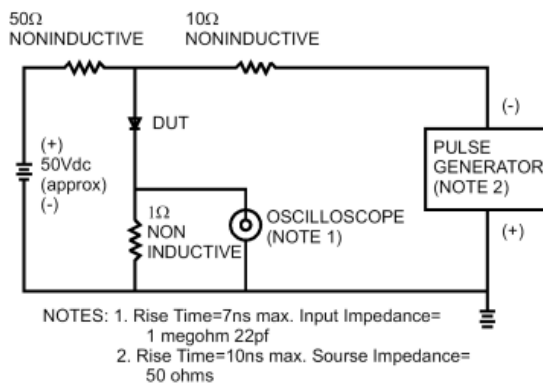 50Ω
NONINDUCTIVE
10Ω
NONINDUCTIVE
DUT
(+)
50Vdc
(approx)
(-)
1Ω
NON
INDUCTIVE
OSCILLOSCOPE
(NOTE 1)
(-)
PULSE
GENERATOR
(NOTE 2)
(+)
NOTES: 1. Rise Time=7ns max. Input Impedance=
1 megohm 22pf
2. Rise Time=10ns max. Sourse Impedance=
50 ohms